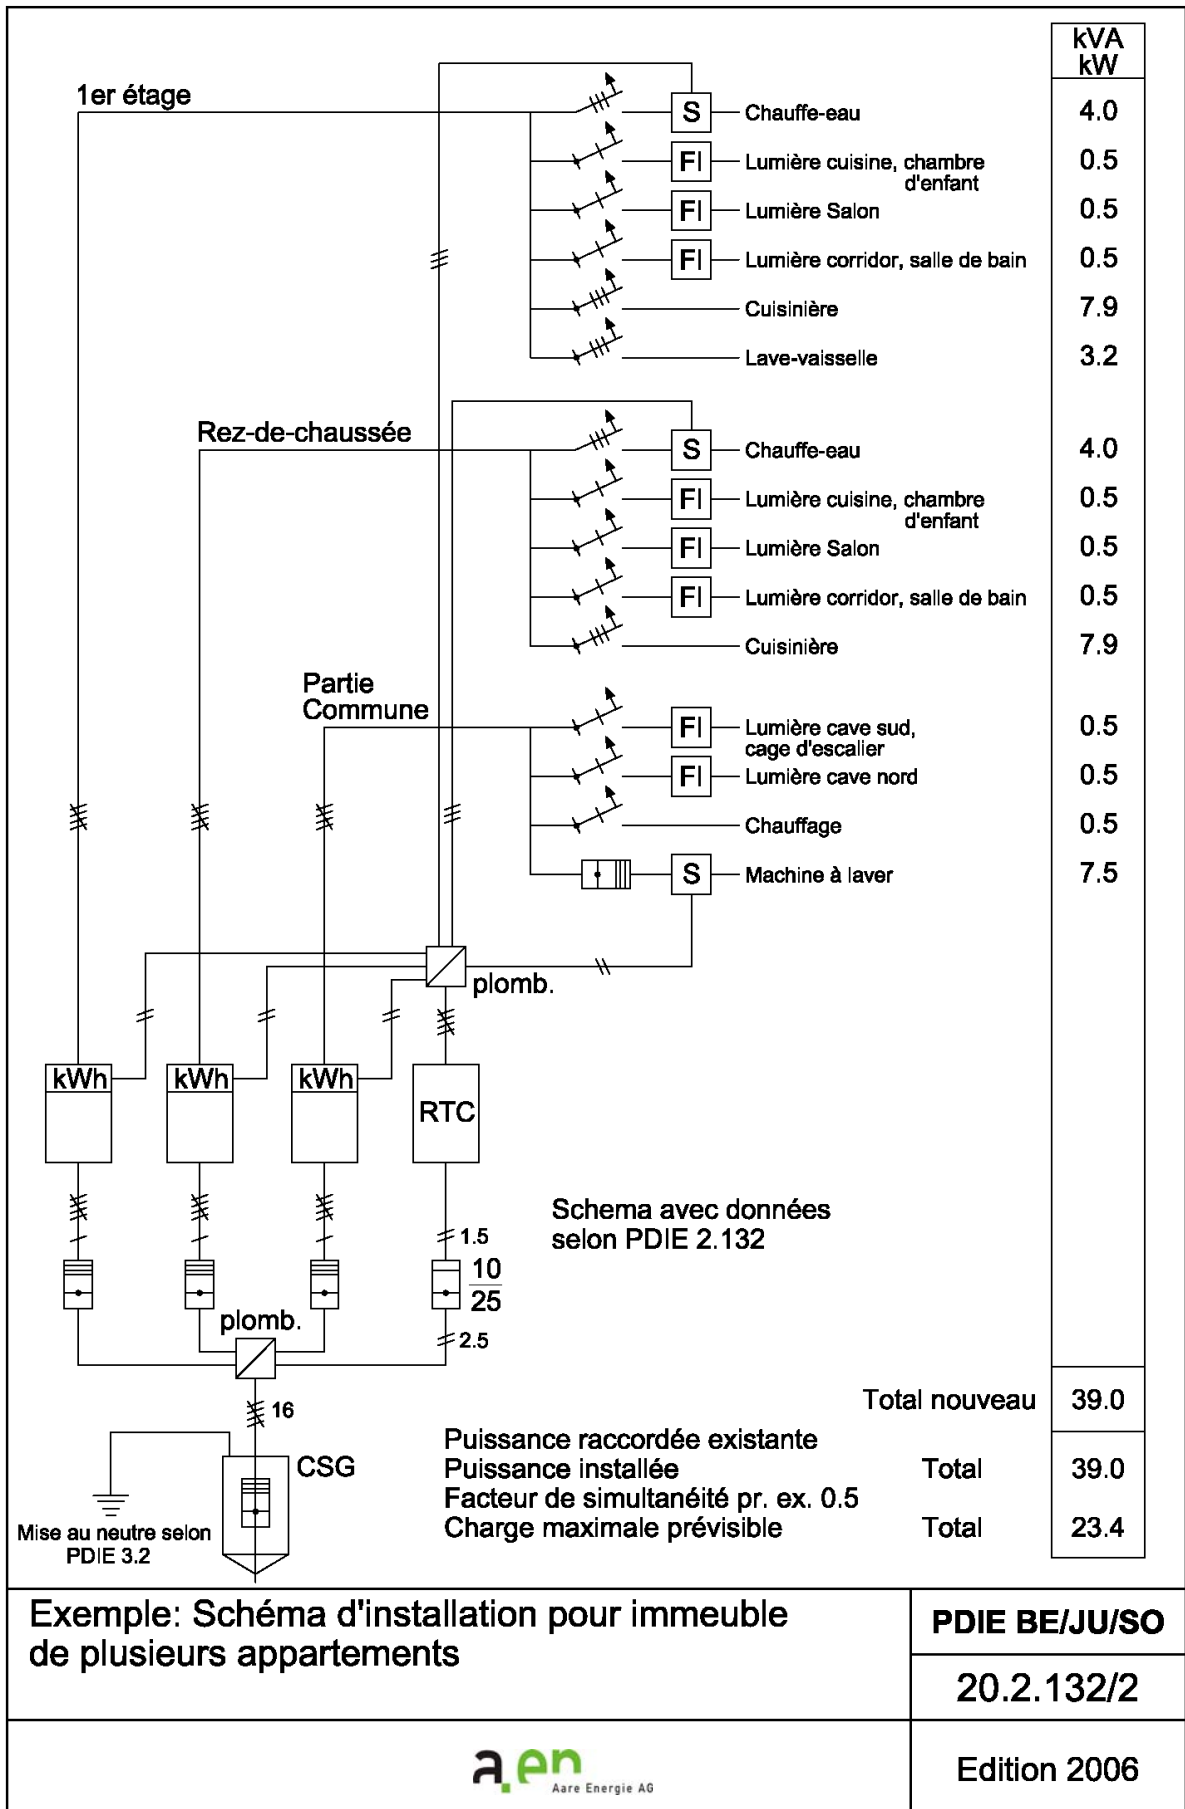 kVA
kW
1er étage
S Chauffe-eau 4.0
FI Lumière cuisine, chambre 0.5
d'enfant
FI Lumière Salon 0.5
FI Lumière corridor, salle de bain 0.5
Cuisinière 7.9
Lave-vaisselle 3.2
Rez-de-chaussée
S Chauffe-eau 4.0
FI Lumière cuisine, chambre 0.5
d'enfant
FI Lumière Salon 0.5
FI Lumière corridor, salle de bain 0.5
Cuisinière 7.9
Partie
Commune
FI Lumière cave sud, 0.5
cage d'escalier
FI Lumière cave nord 0.5
Chauffage 0.5
S Machine à laver 7.5
plomb.
kWh kWh kWh
RTC
Schema avec données
selon PDIE 2.132
1.5
10
25
plomb.
2.5
16
Total nouveau 39.0
CSG
Puissance raccordée existante
Puissance installée Total 39.0
Facteur de simultanéité pr. ex. 0.5
Charge maximale prévisible Total 23.4
Mise au neutre selon
PDIE 3.2
Exemple: Schéma d'installation pour immeuble
de plusieurs appartements
PDIE BE/JU/SO
20.2.132/2
a.en
Aare Energie AG
Edition 2006